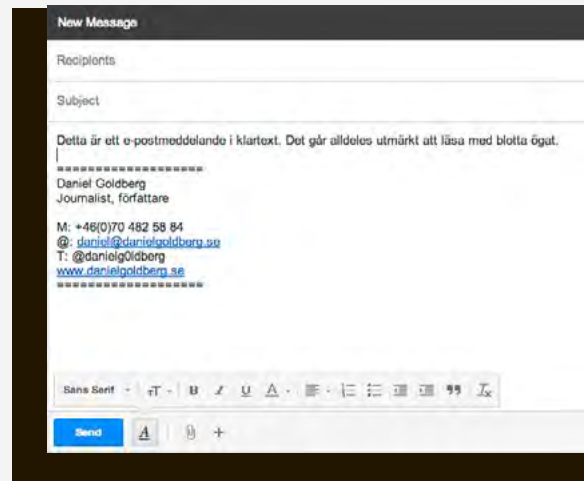 New Message
Recipients
Subject
Detta är ett e-postmeddelande i klartext. Det går alldeles utmärkt att läsa med blotta ögat.
====================
Daniel Goldberg
Journalist, författare
M: +46(0)70 482 58 84
@: daniel@danielgoldberg.se
T: @danielg0ldberg
www.danielgoldberg.se
====================
Sans Serif
Send